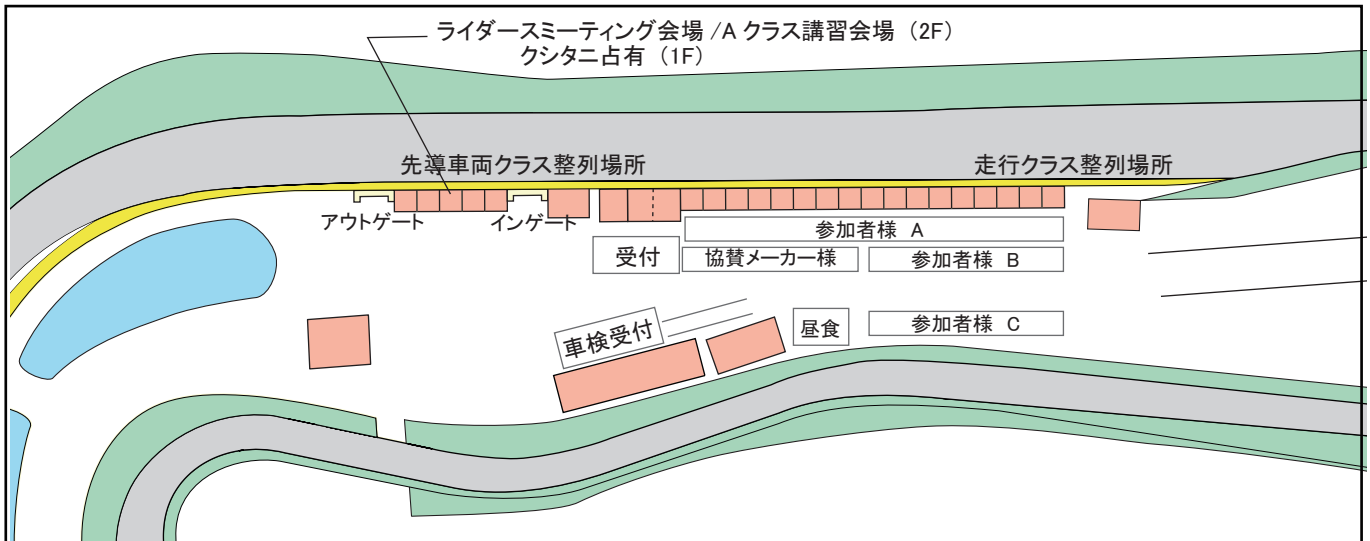 ライダースミーティング会場 /A クラス講習会場（2F）
クシタニ占有（1F）
先導車両クラス整列場所
走行クラス整列場所
アウトゲート
インゲート
参加者様 A
受付
協賛メーカー様
参加者様 B
車検受付
昼食
参加者様 C